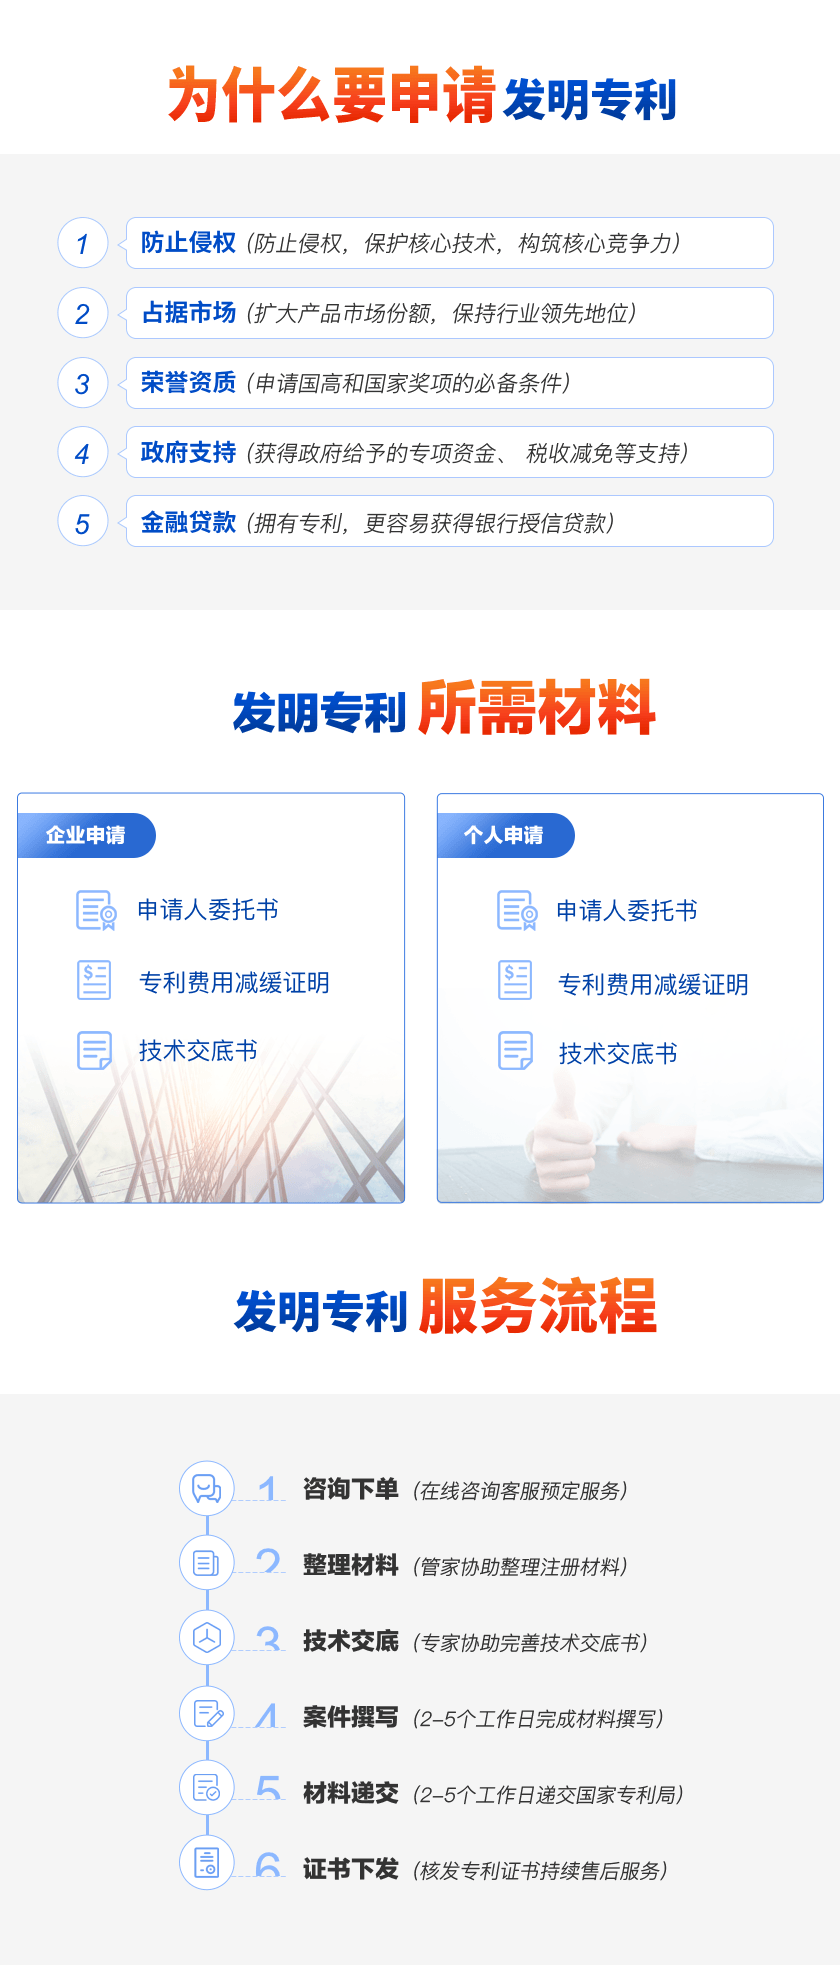 为什么要申请 发明专利
1 防止侵权 (防止侵权，保护核心技术，构筑核心竞争力)
2 占据市场 (扩大产品市场份额，保持行业领先地位)
3 荣誉资质 (申请国高和国家奖项的必备条件)
4 政府支持 (获得政府给予的专项资金、 税收减免等支持)
5 金融贷款 (拥有专利，更容易获得银行授信贷款)
发明专利 所需材料
企业申请
申请人委托书
专利费用减缓证明
技术交底书
个人申请
申请人委托书
专利费用减缓证明
技术交底书
发明专利 服务流程
1 咨询下单 (在线咨询客服预定服务)
2 整理材料 (管家协助整理注册材料)
3 技术交底 (专家协助完善技术交底书)
4 案件撰写 (2-5个工作日完成材料撰写)
5 材料递交 (2-5个工作日递交国家专利局)
6 证书下发 (核发专利证书持续售后服务)